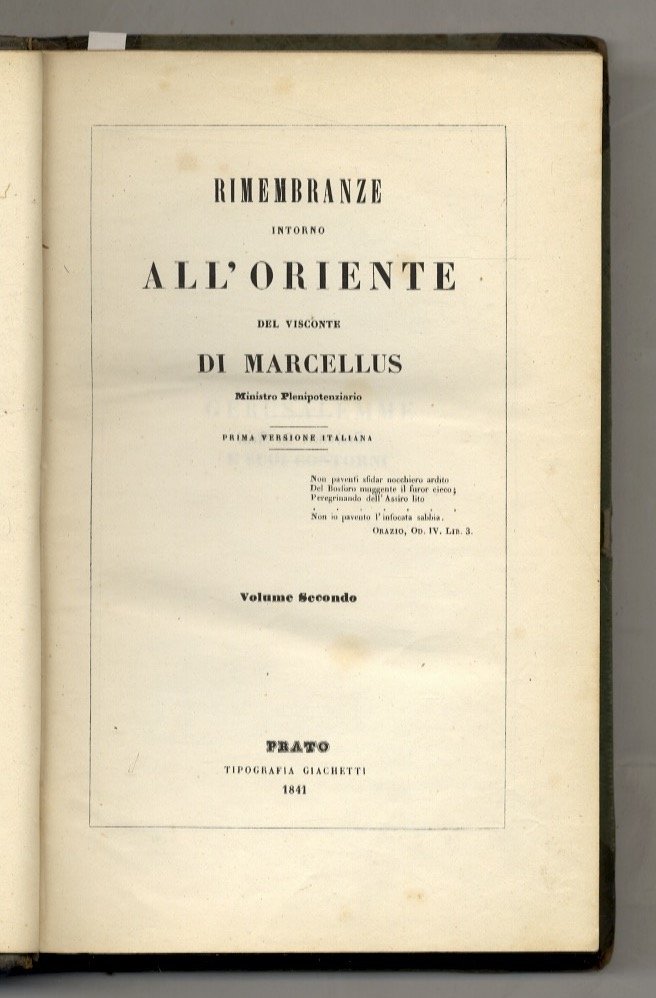 RIMEMBRANZE
INTORNO
ALL'ORIENTE
DEL VISCONTE
DI MARCELLUS
Ministro Plenipotenziario
PRIMA VERSIONE ITALIANA
Non paventi sfidar nocchiero ardito
Del Bosforo muggente il furor cieco;
Peregrinando dell'Assiro lito
. . . . . . . .
Non io pavento l'infocata sabbia.
ORAZIO, OD. IV. LIB. 3.
Volume Secondo
PRATO
TIPOGRAFIA GIACHETTI
1841